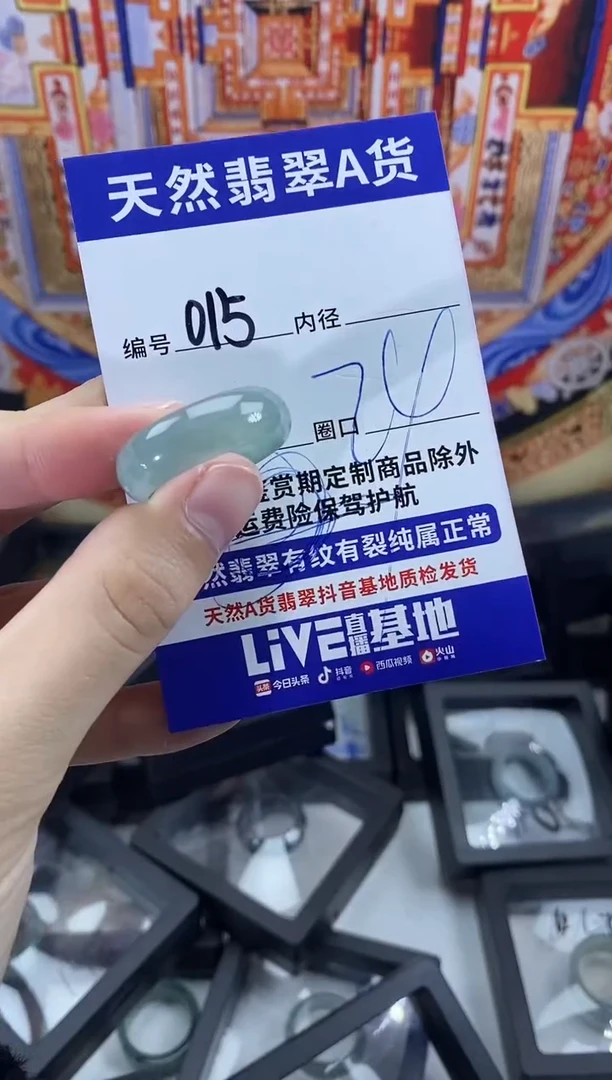 天然翡翠A货
编号 015 内径
圈口
鉴赏期定制商品除外
运费险保驾护航
然翡翠有纹有裂纯属正常
天然A货翡翠抖音基地质检发货
LiVE直播基地
头条 今日头条 抖音 西瓜视频 火山